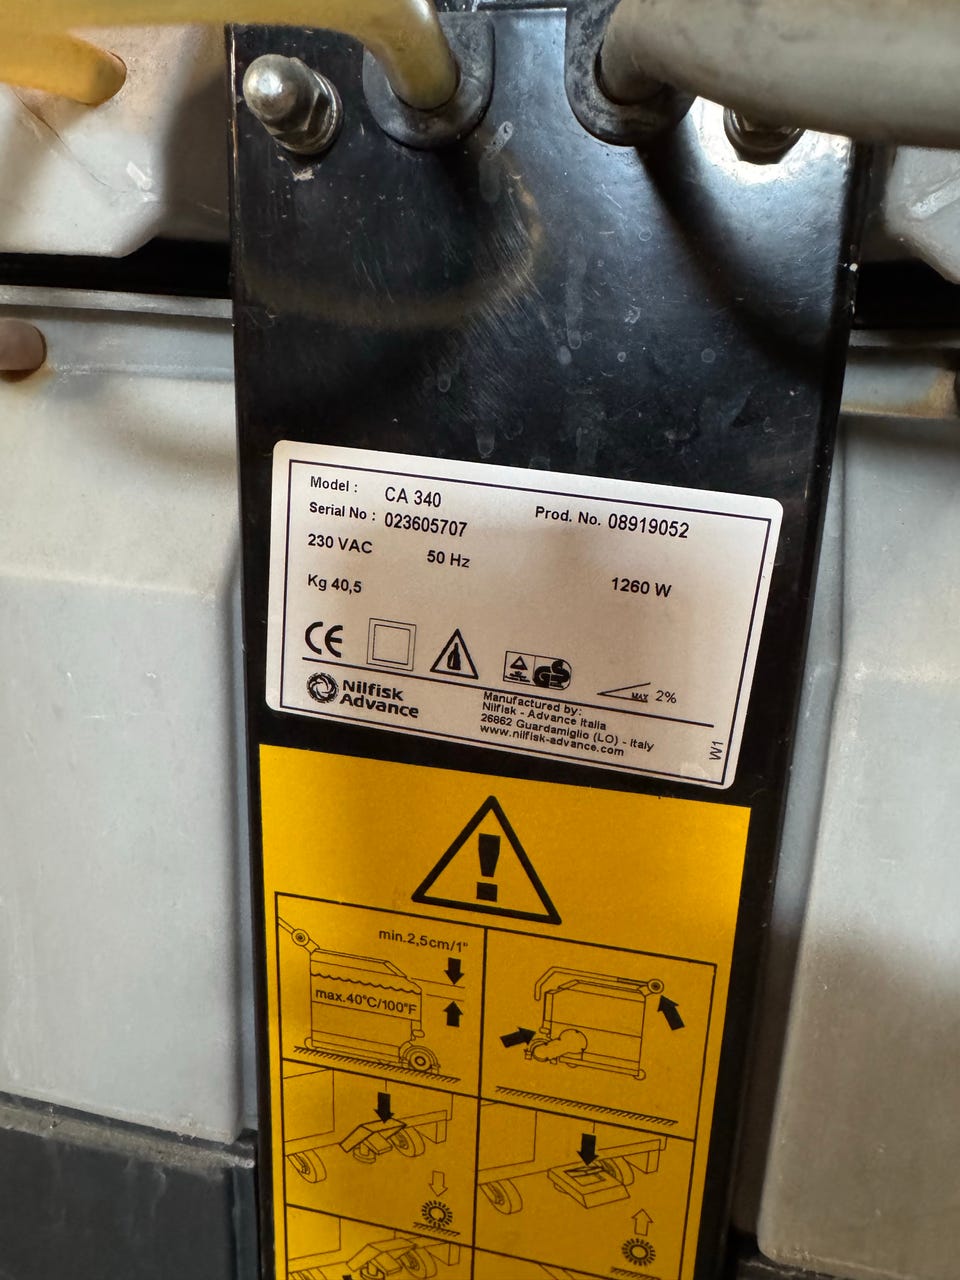 Model : CA 340 Prod. No. 08919052
Serial No : 023605707
230 VAC 50 Hz 1260 W
Kg 40,5
CE
GS
MAX 2%
Nilfisk
Advance
Manufactured by:
Nilfisk - Advance Italia
26862 Guardamiglio (LO) - Italy
www.nilfisk-advance.com
W1
min.2,5cm/1"
max.40°C/100°F